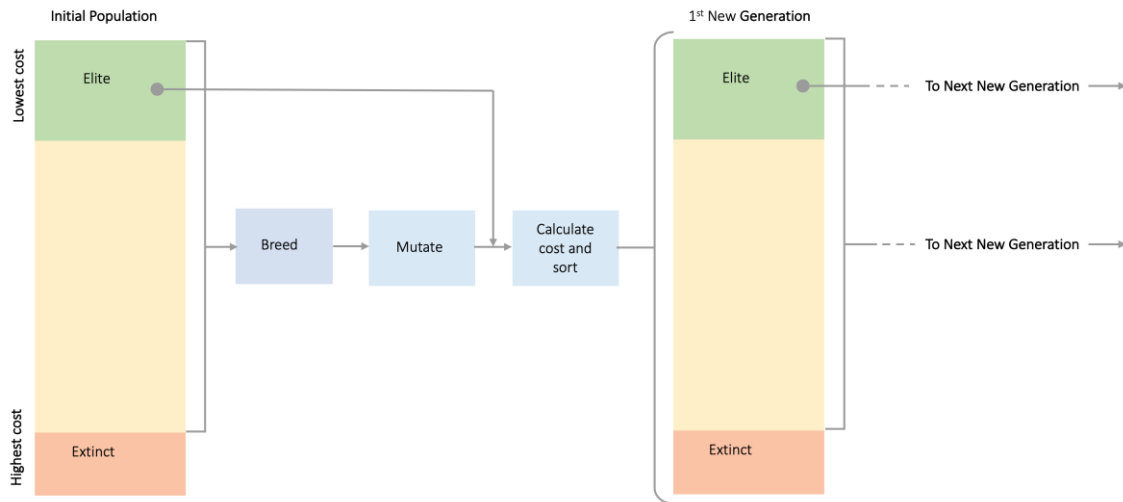 Initial Population
1st New Generation
Lowest cost
Elite
Elite
To Next New Generation
Breed
Mutate
Calculate
cost and
sort
To Next New Generation
Highest cost
Extinct
Extinct